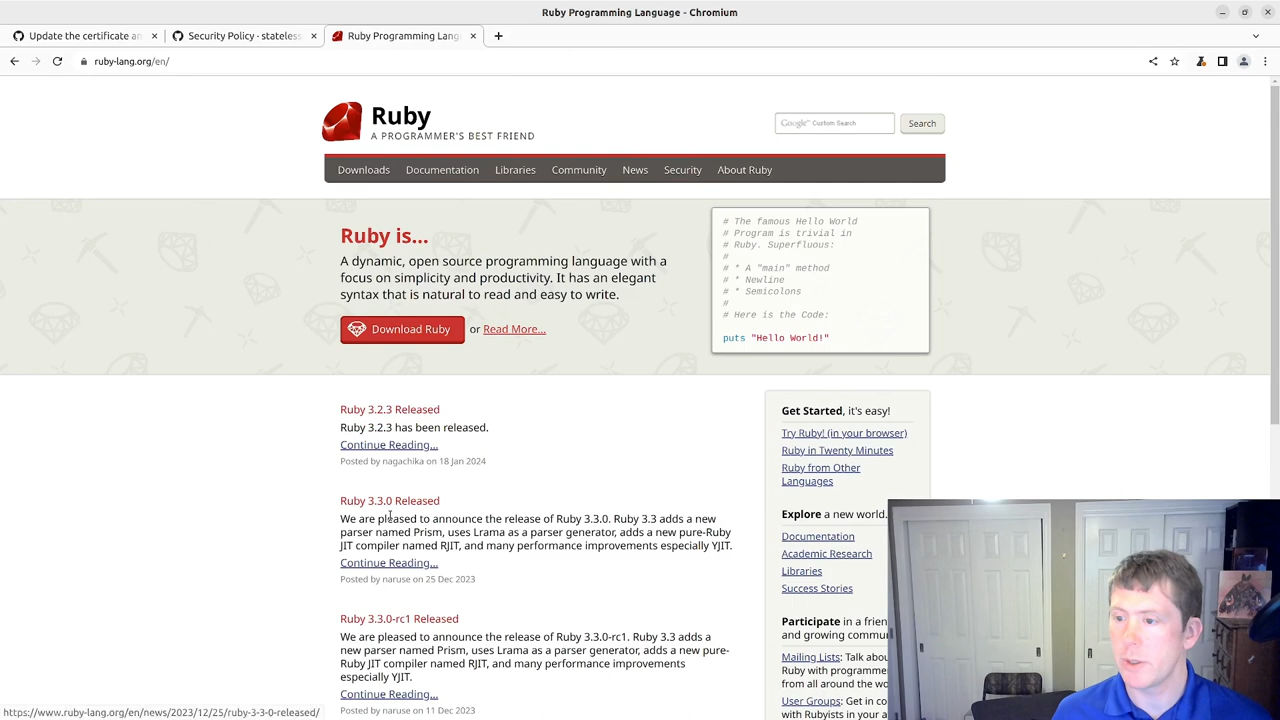 Ruby Programming Language - Chromium
Update the certificate an
Security Policy · stateless
Ruby Programming Lang
ruby-lang.org/en/
Ruby
A PROGRAMMER'S BEST FRIEND
Google™ Custom Search
Search
Downloads
Documentation
Libraries
Community
News
Security
About Ruby
Ruby is...
A dynamic, open source programming language with a
focus on simplicity and productivity. It has an elegant
syntax that is natural to read and easy to write.
Download Ruby
or Read More...
# The famous Hello World
# Program is trivial in
# Ruby. Superfluous:
#
# * A "main" method
# * Newline
# * Semicolons
#
# Here is the Code:
puts "Hello World!"
Ruby 3.2.3 Released
Ruby 3.2.3 has been released.
Continue Reading...
Posted by nagachika on 18 Jan 2024
Ruby 3.3.0 Released
We are pleased to announce the release of Ruby 3.3.0. Ruby 3.3 adds a new
parser named Prism, uses Lrama as a parser generator, adds a new pure-Ruby
JIT compiler named RJIT, and many performance improvements especially YJIT.
Continue Reading...
Posted by naruse on 25 Dec 2023
Ruby 3.3.0-rc1 Released
We are pleased to announce the release of Ruby 3.3.0-rc1. Ruby 3.3 adds a
new parser named Prism, uses Lrama as a parser generator, adds a new pure-
Ruby JIT compiler named RJIT, and many performance improvements
especially YJIT.
Continue Reading...
Posted by naruse on 11 Dec 2023
Get Started, it's easy!
Try Ruby! (in your browser)
Ruby in Twenty Minutes
Ruby from Other
Languages
Explore a new world...
Documentation
Academic Research
Libraries
Success Stories
Participate in a frien
and growing commu
Mailing Lists: Talk abou
Ruby with programme
from all around the wo
User Groups: Get in co
with Rubyists in your a
https://www.ruby-lang.org/en/news/2023/12/25/ruby-3-3-0-released/